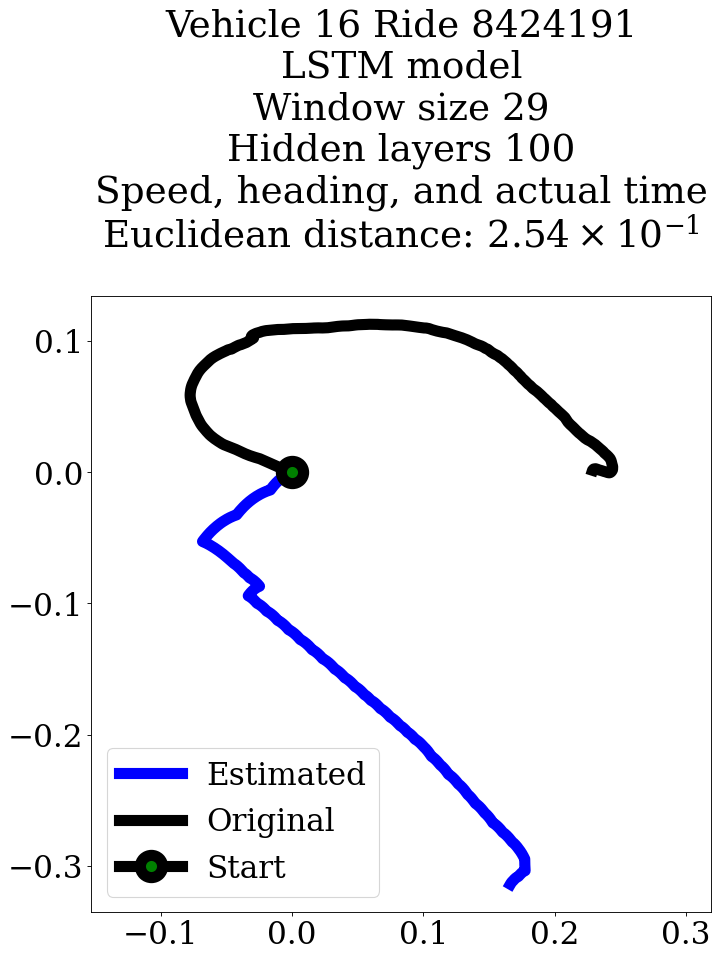 Vehicle 16 Ride 8424191
LSTM model
Window size 29
Hidden layers 100
Speed, heading, and actual time
Euclidean distance: 2.54 × 10⁻¹
0.1
0.0
−0.1
−0.2
−0.3
Estimated
Original
Start
−0.1 0.0 0.1 0.2 0.3